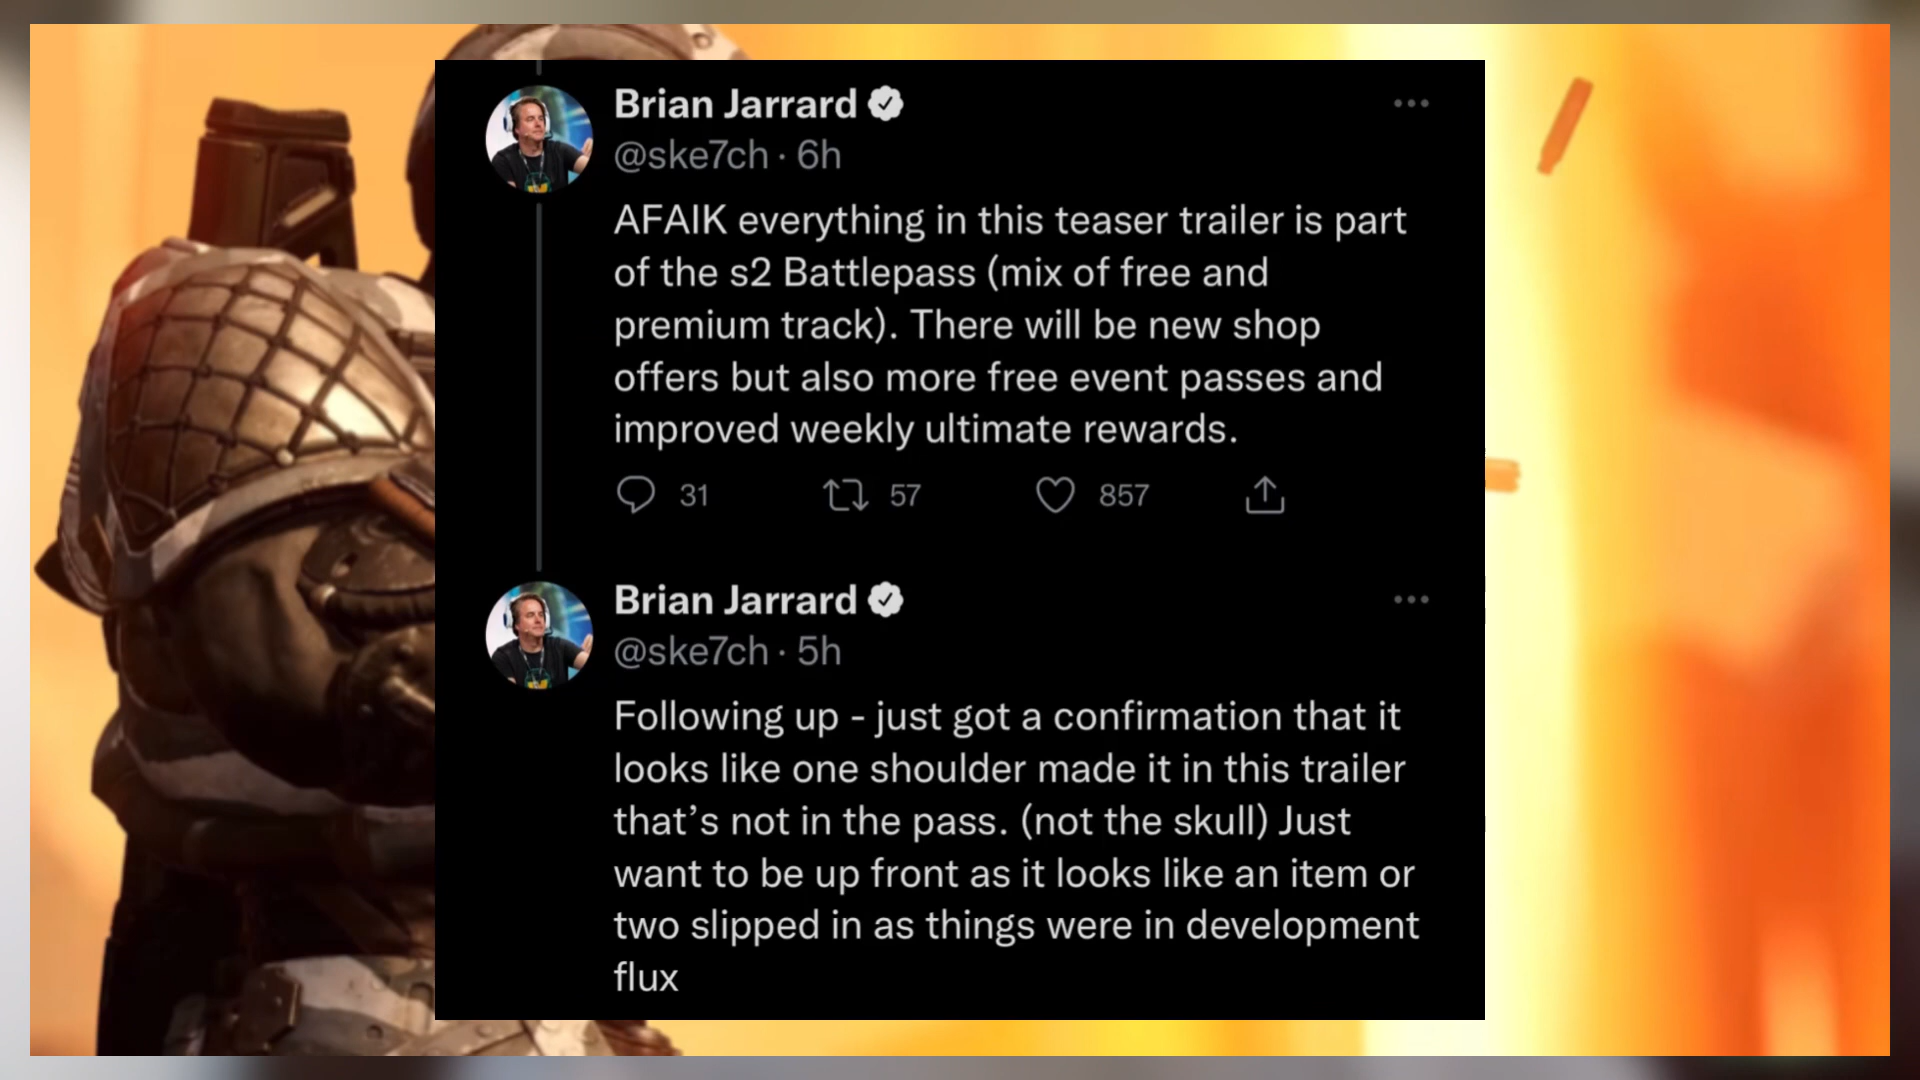 Brian Jarrard
@ske7ch · 6h
AFAIK everything in this teaser trailer is part
of the s2 Battlepass (mix of free and
premium track). There will be new shop
offers but also more free event passes and
improved weekly ultimate rewards.
31 57 857
Brian Jarrard
@ske7ch · 5h
Following up - just got a confirmation that it
looks like one shoulder made it in this trailer
that’s not in the pass. (not the skull) Just
want to be up front as it looks like an item or
two slipped in as things were in development
flux